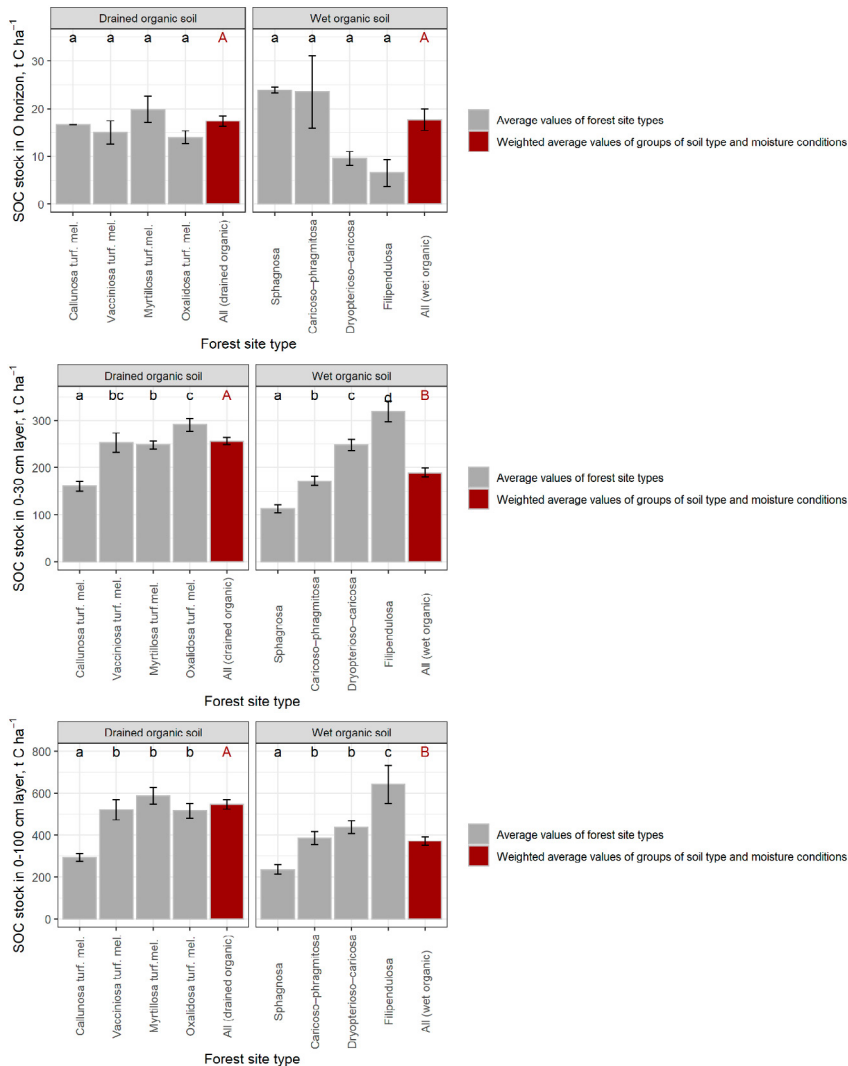 Drained organic soil
Wet organic soil
a a a a A
a a a a A
SOC stock in O horizon, t C ha⁻¹
30
20
10
0
Callunosa turf. mel.
Vacciniosa turf. mel.
Myrtillosa turf.mel.
Oxalidosa turf. mel.
All (drained organic)
Sphagnosa
Caricoso–phragmitosa
Dryopterioso–caricosa
Filipendulosa
All (wet organic)
Forest site type
Average values of forest site types
Weighted average values of groups of soil type and moisture conditions
Drained organic soil
Wet organic soil
a bc b c A
a b c d B
SOC stock in 0-30 cm layer, t C ha⁻¹
300
200
100
0
Callunosa turf. mel.
Vacciniosa turf. mel.
Myrtillosa turf.mel.
Oxalidosa turf. mel.
All (drained organic)
Sphagnosa
Caricoso–phragmitosa
Dryopterioso–caricosa
Filipendulosa
All (wet organic)
Forest site type
Average values of forest site types
Weighted average values of groups of soil type and moisture conditions
Drained organic soil
Wet organic soil
a b b b A
a b b c B
SOC stock in 0-100 cm layer, t C ha⁻¹
800
600
400
200
0
Callunosa turf. mel.
Vacciniosa turf. mel.
Myrtillosa turf.mel.
Oxalidosa turf. mel.
All (drained organic)
Sphagnosa
Caricoso–phragmitosa
Dryopterioso–caricosa
Filipendulosa
All (wet organic)
Forest site type
Average values of forest site types
Weighted average values of groups of soil type and moisture conditions